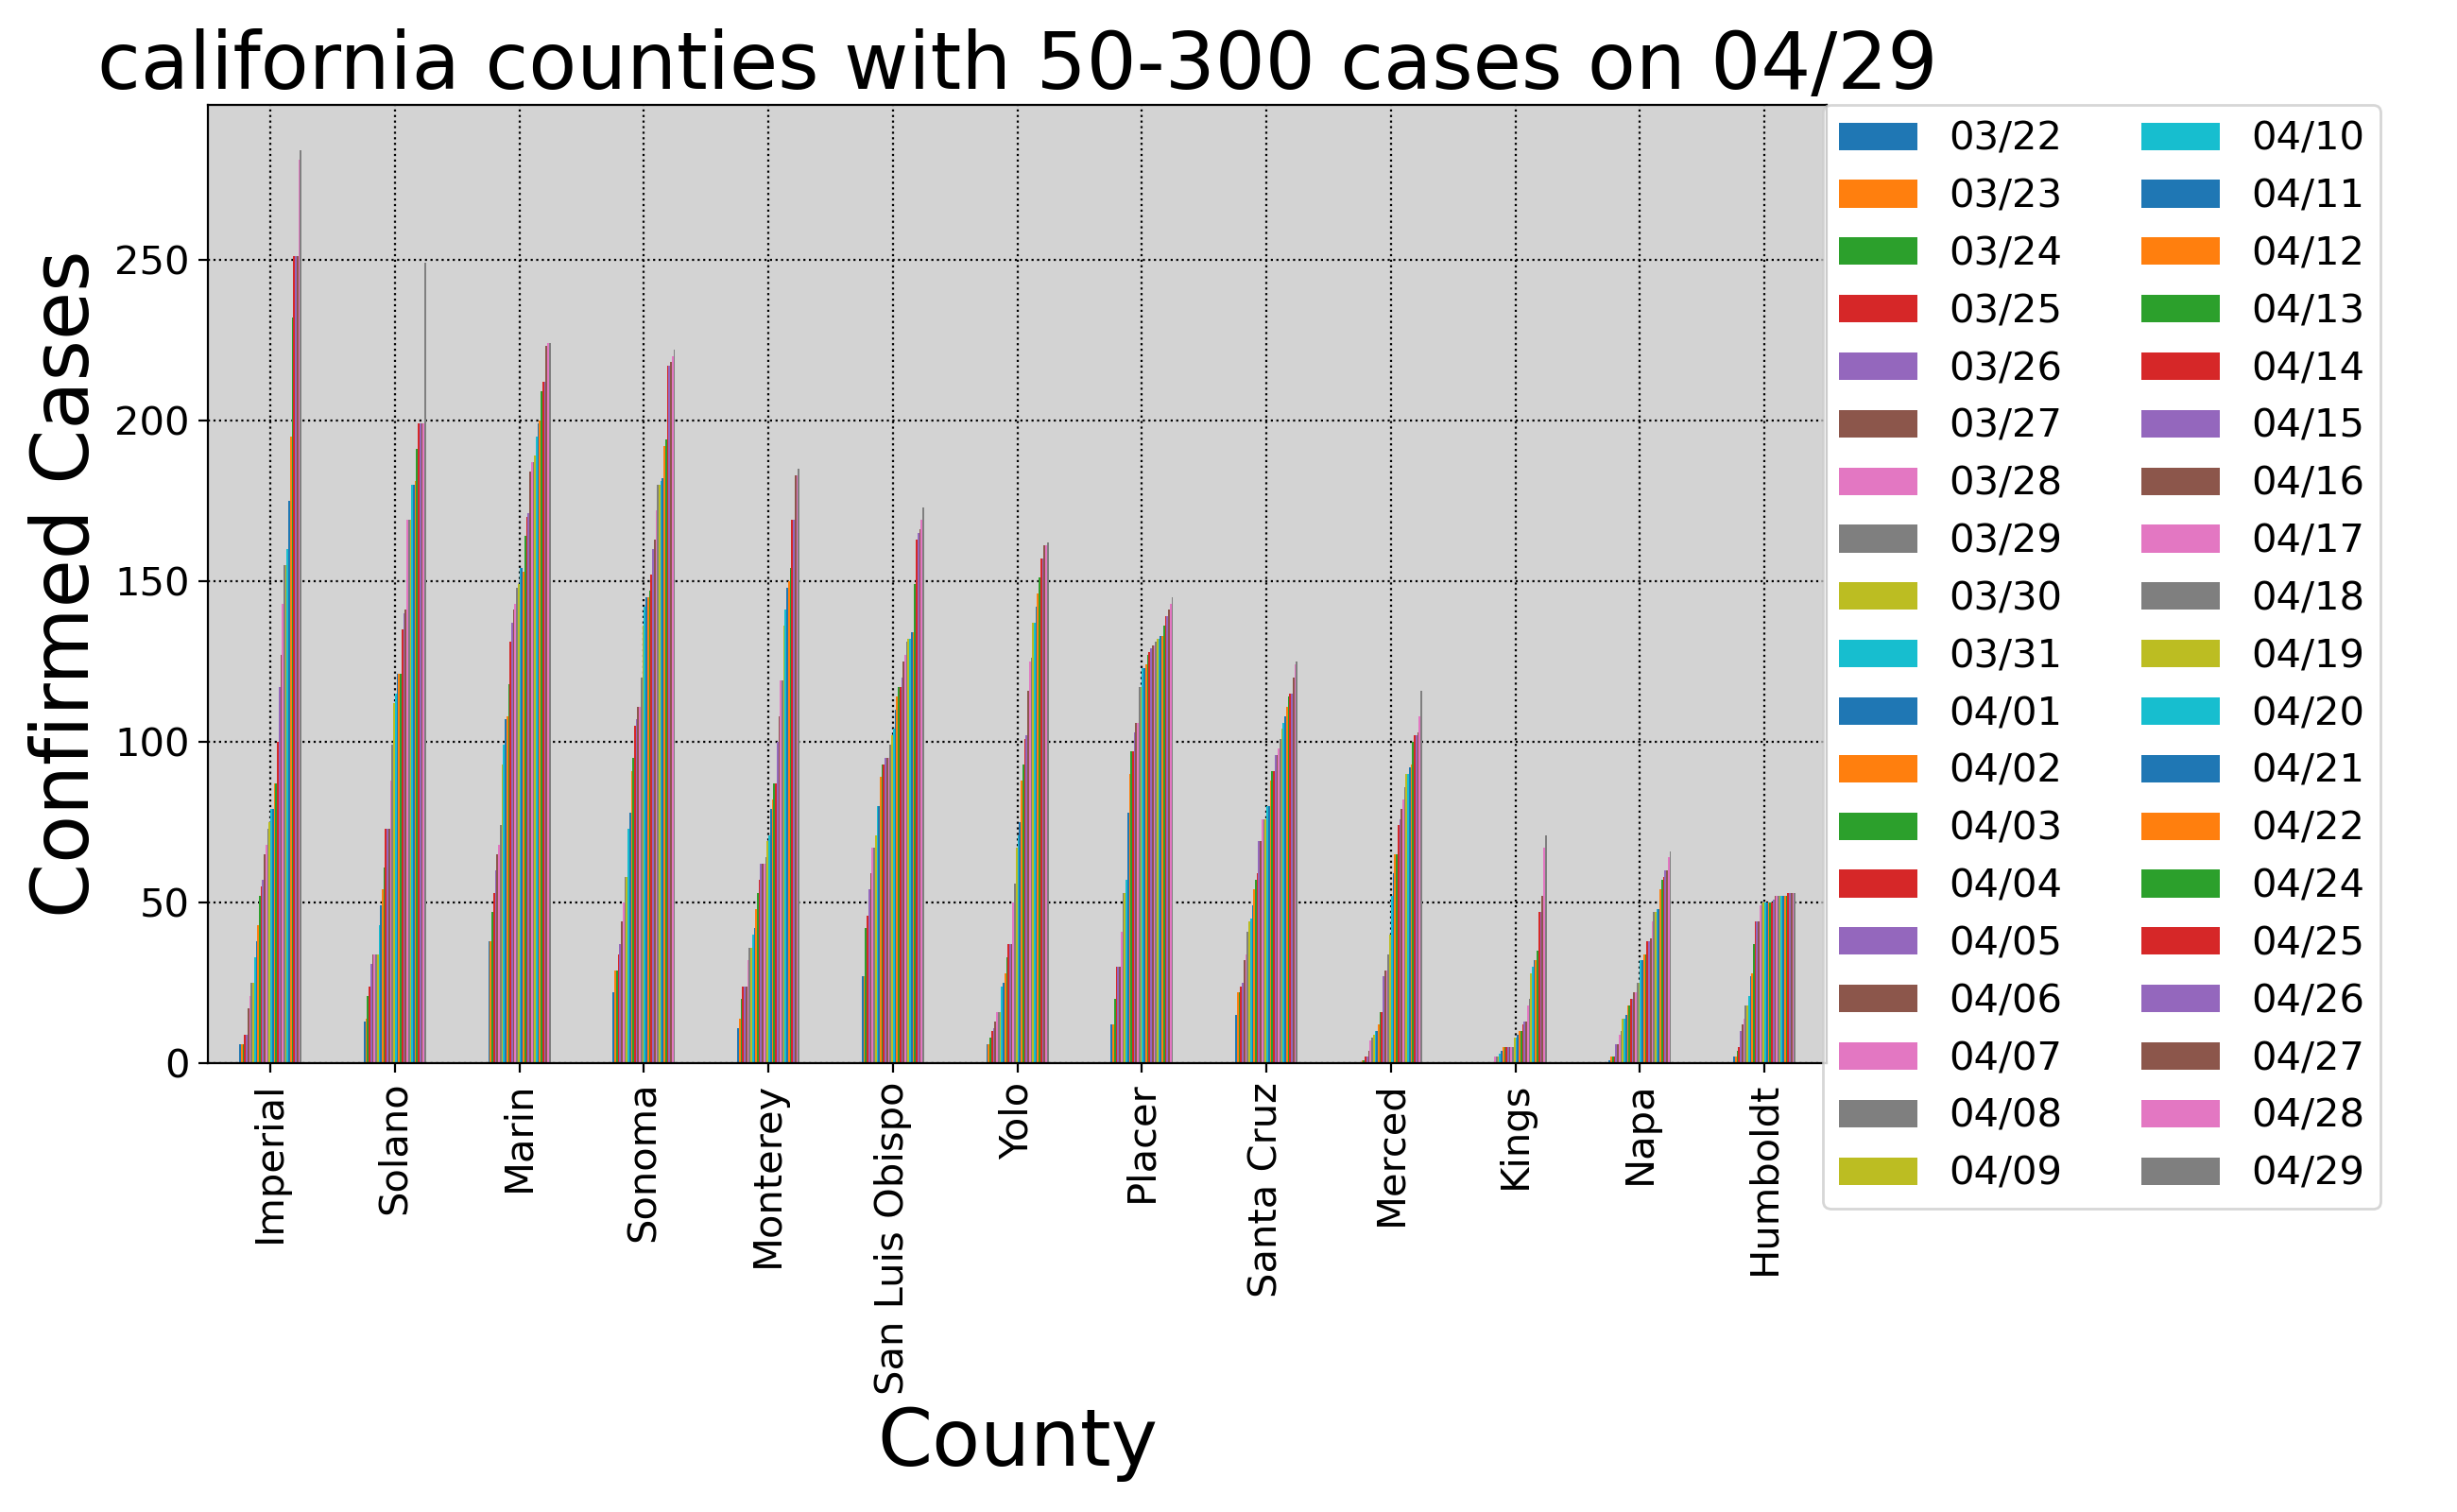 california counties with 50-300 cases on 04/29
Confirmed Cases
250
200
150
100
50
0
Imperial
Solano
Marin
Sonoma
Monterey
San Luis Obispo
Yolo
Placer
Santa Cruz
Merced
Kings
Napa
Humboldt
County
03/22
03/23
03/24
03/25
03/26
03/27
03/28
03/29
03/30
03/31
04/01
04/02
04/03
04/04
04/05
04/06
04/07
04/08
04/09
04/10
04/11
04/12
04/13
04/14
04/15
04/16
04/17
04/18
04/19
04/20
04/21
04/22
04/24
04/25
04/26
04/27
04/28
04/29